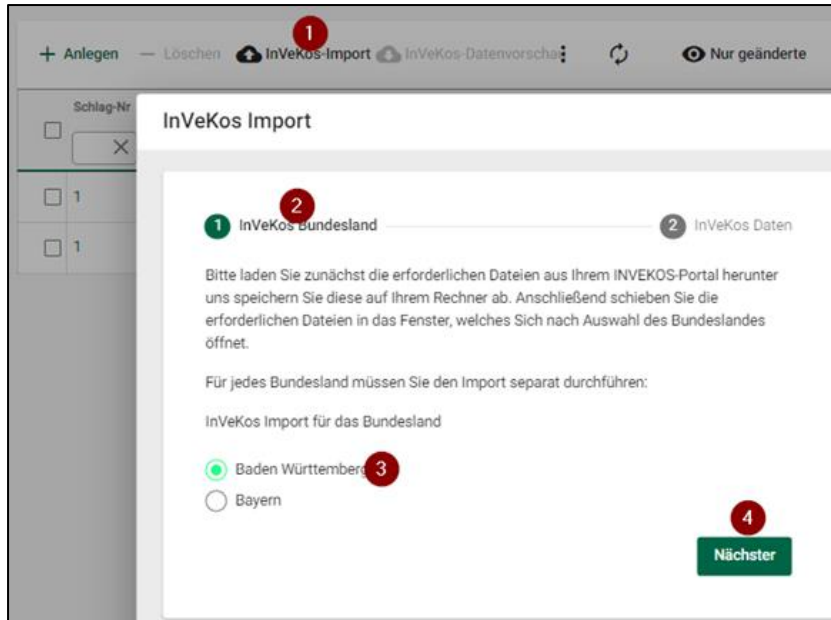 1
+ Anlegen — Löschen InVeKos-Import InVeKos-Datenvorschau Nur geänderte
Schlag-Nr
InVeKos Import
1
1
2
1 InVeKos Bundesland 2 InVeKos Daten
Bitte laden Sie zunächst die erforderlichen Dateien aus Ihrem INVEKOS-Portal herunter
uns speichern Sie diese auf Ihrem Rechner ab. Anschließend schieben Sie die
erforderlichen Dateien in das Fenster, welches Sich nach Auswahl des Bundeslandes
öffnet.
Für jedes Bundesland müssen Sie den Import separat durchführen:
InVeKos Import für das Bundesland
Baden Württemberg 3
Bayern
4
Nächster